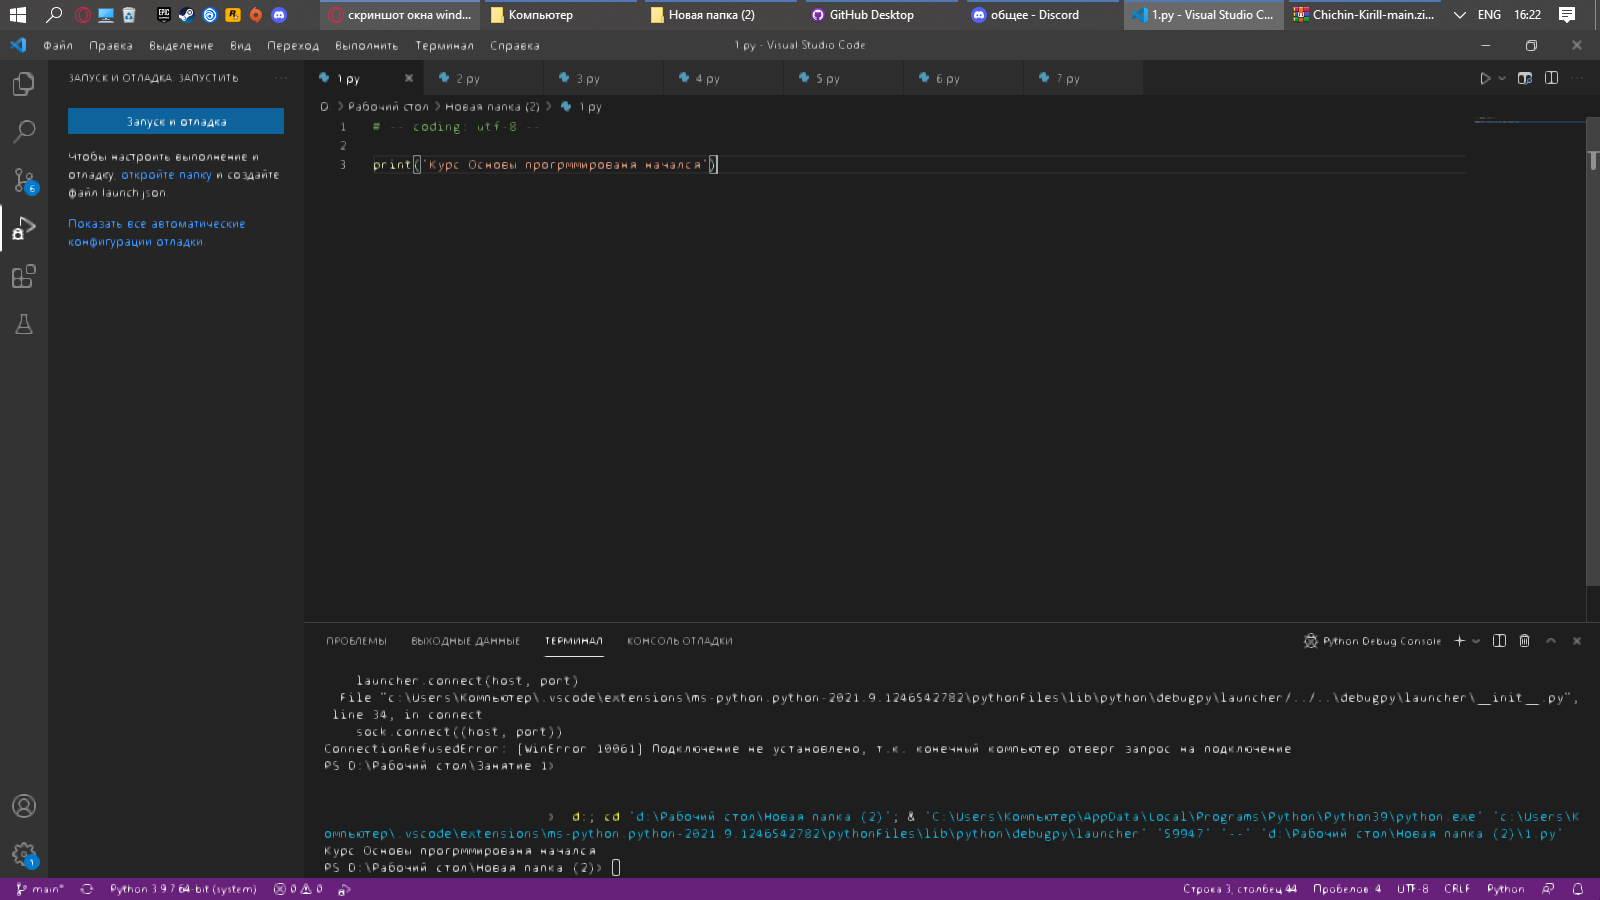 скриншот окна wind... Компьютер Новая папка (2) GitHub Desktop общее - Discord 1.py - Visual Studio C... Chichin-Kirill-main.zi... ENG 16:22
Файл Правка Выделение Вид Переход Выполнить Терминал Справка 1.py - Visual Studio Code
ЗАПУСК И ОТЛАДКА: ЗАПУСТИТЬ ...
1.py 2.py 3.py 4.py 5.py 6.py 7.py
D: > Рабочий стол > Новая папка (2) > 1.py
Запуск и отладка
Чтобы настроить выполнение и
отладку, откройте папку и создайте
файл launch.json.
Показать все автоматические
конфигурации отладки.
6
1 # -- coding: utf-8 --
2
3 print('Курс Основы прогрммированя начался')
ПРОБЛЕМЫ ВЫХОДНЫЕ ДАННЫЕ ТЕРМИНАЛ КОНСОЛЬ ОТЛАДКИ Python Debug Console
launcher.connect(host, port)
File "c:\Users\Компьютер\.vscode\extensions\ms-python.python-2021.9.1246542782\pythonFiles\lib\python\debugpy\launcher/../..\debugpy\launcher\__init__.py",
line 34, in connect
sock.connect((host, port))
ConnectionRefusedError: [WinError 10061] Подключение не установлено, т.к. конечный компьютер отверг запрос на подключение
PS D:\Рабочий стол\Занятие 1>
> d:; cd 'd:\Рабочий стол\Новая папка (2)'; & 'C:\Users\Компьютер\AppData\Local\Programs\Python\Python39\python.exe' 'c:\Users\К
омпьютер\.vscode\extensions\ms-python.python-2021.9.1246542782\pythonFiles\lib\python\debugpy\launcher' '59947' '--' 'd:\Рабочий стол\Новая папка (2)\1.py'
Курс Основы прогрммированя начался
PS D:\Рабочий стол\Новая папка (2)>
1
main* Python 3.9.7 64-bit (system) 0 0 Строка 3, столбец 44 Пробелов: 4 UTF-8 CRLF Python